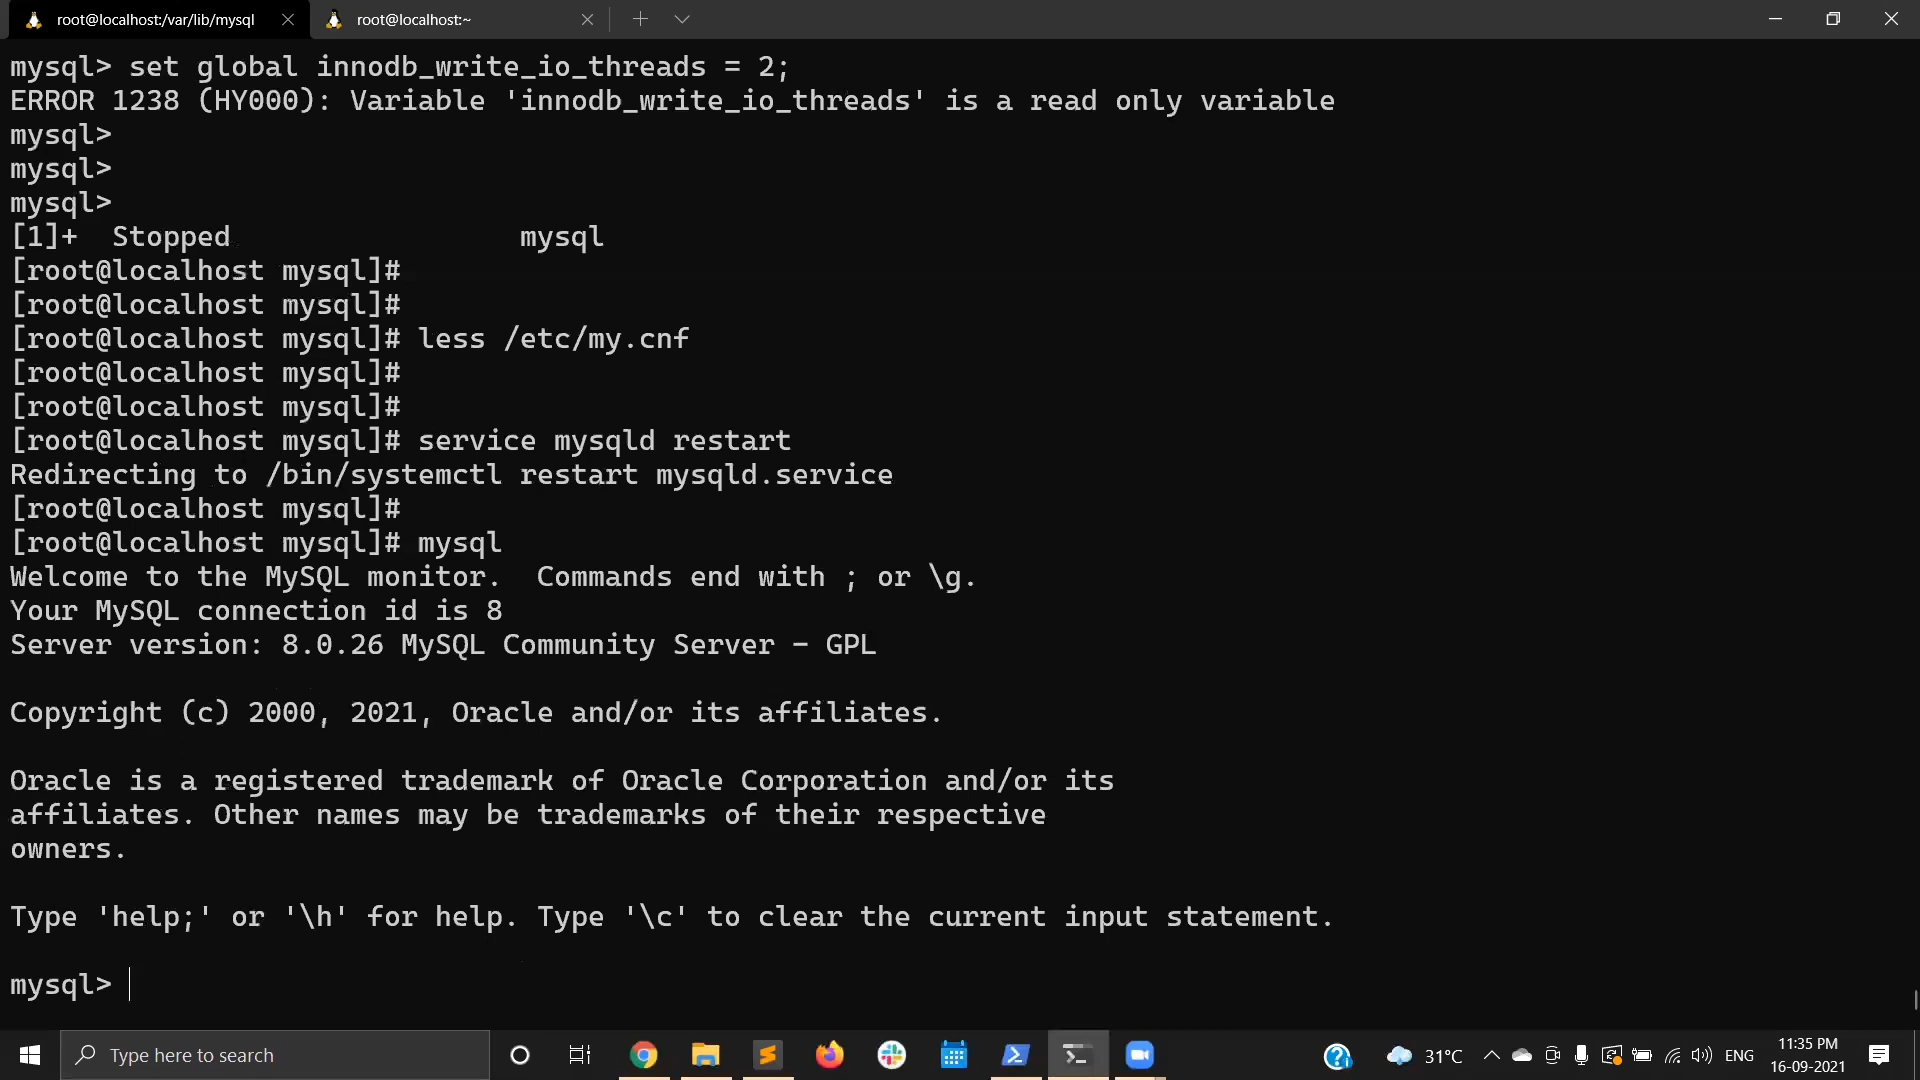 root@localhost:/var/lib/mysql
root@localhost:~
mysql> set global innodb_write_io_threads = 2;
ERROR 1238 (HY000): Variable 'innodb_write_io_threads' is a read only variable
mysql>
mysql>
mysql>
[1]+  Stopped                 mysql
[root@localhost mysql]#
[root@localhost mysql]#
[root@localhost mysql]# less /etc/my.cnf
[root@localhost mysql]#
[root@localhost mysql]#
[root@localhost mysql]# service mysqld restart
Redirecting to /bin/systemctl restart mysqld.service
[root@localhost mysql]#
[root@localhost mysql]# mysql
Welcome to the MySQL monitor.  Commands end with ; or \g.
Your MySQL connection id is 8
Server version: 8.0.26 MySQL Community Server - GPL
Copyright (c) 2000, 2021, Oracle and/or its affiliates.
Oracle is a registered trademark of Oracle Corporation and/or its
affiliates. Other names may be trademarks of their respective
owners.
Type 'help;' or '\h' for help. Type '\c' to clear the current input statement.
mysql>
Type here to search
31°C
ENG
11:35 PM
16-09-2021